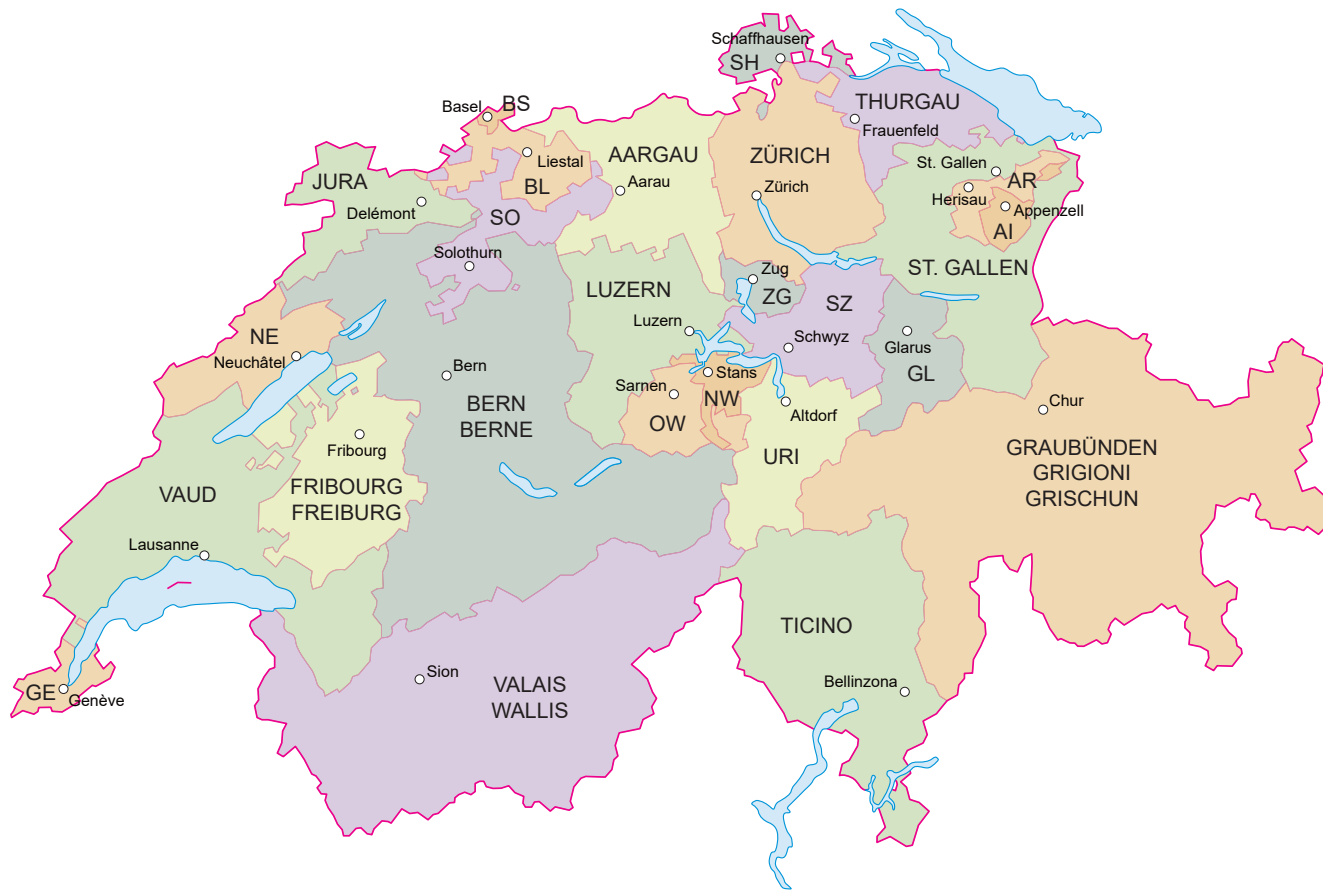 Schaffhausen
SH
Basel
BS
THURGAU
Frauenfeld
AARGAU
ZÜRICH
Liestal
BL
St. Gallen
AR
JURA
Aarau
Zürich
Herisau
Appenzell
Delémont
SO
AI
Solothurn
ST. GALLEN
Zug
ZG
LUZERN
SZ
Luzern
NE
Neuchâtel
Schwyz
Glarus
GL
Bern
Stans
Sarnen
NW
BERN
BERNE
OW
Altdorf
Chur
Fribourg
URI
GRAUBÜNDEN
GRIGIONI
GRISCHUN
VAUD
FRIBOURG
FREIBURG
Lausanne
TICINO
Sion
VALAIS
WALLIS
Bellinzona
GE
Genève